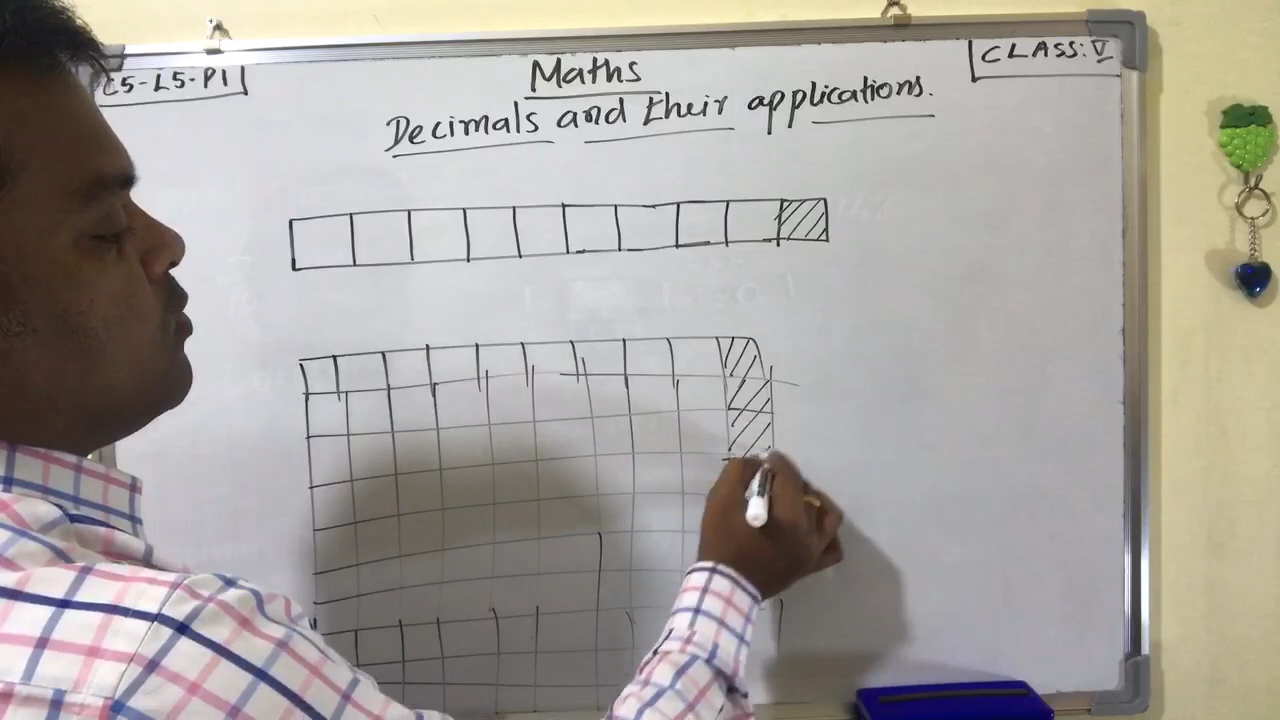 C5-L5-P1
Maths
CLASS: V
Decimals and their applications.